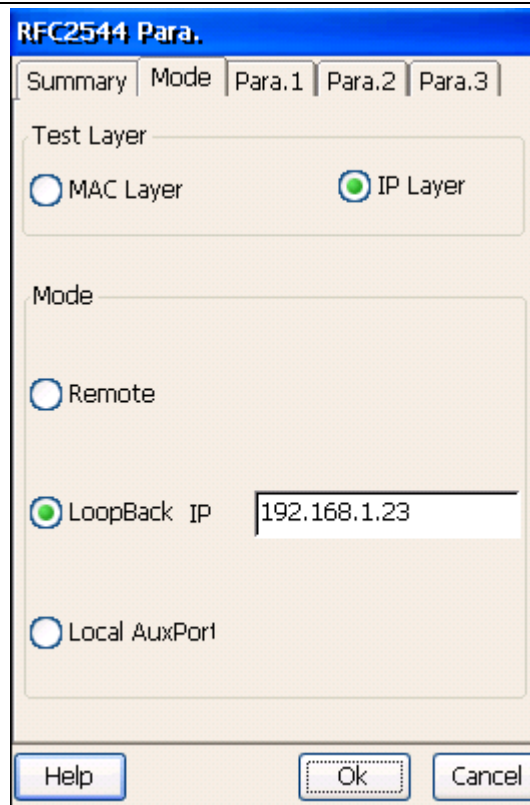 RFC2544 Para.
Summary Mode Para.1 Para.2 Para.3
Test Layer
MAC Layer IP Layer
Mode
Remote
LoopBack IP 192.168.1.23
Local AuxPort
Help Ok Cancel